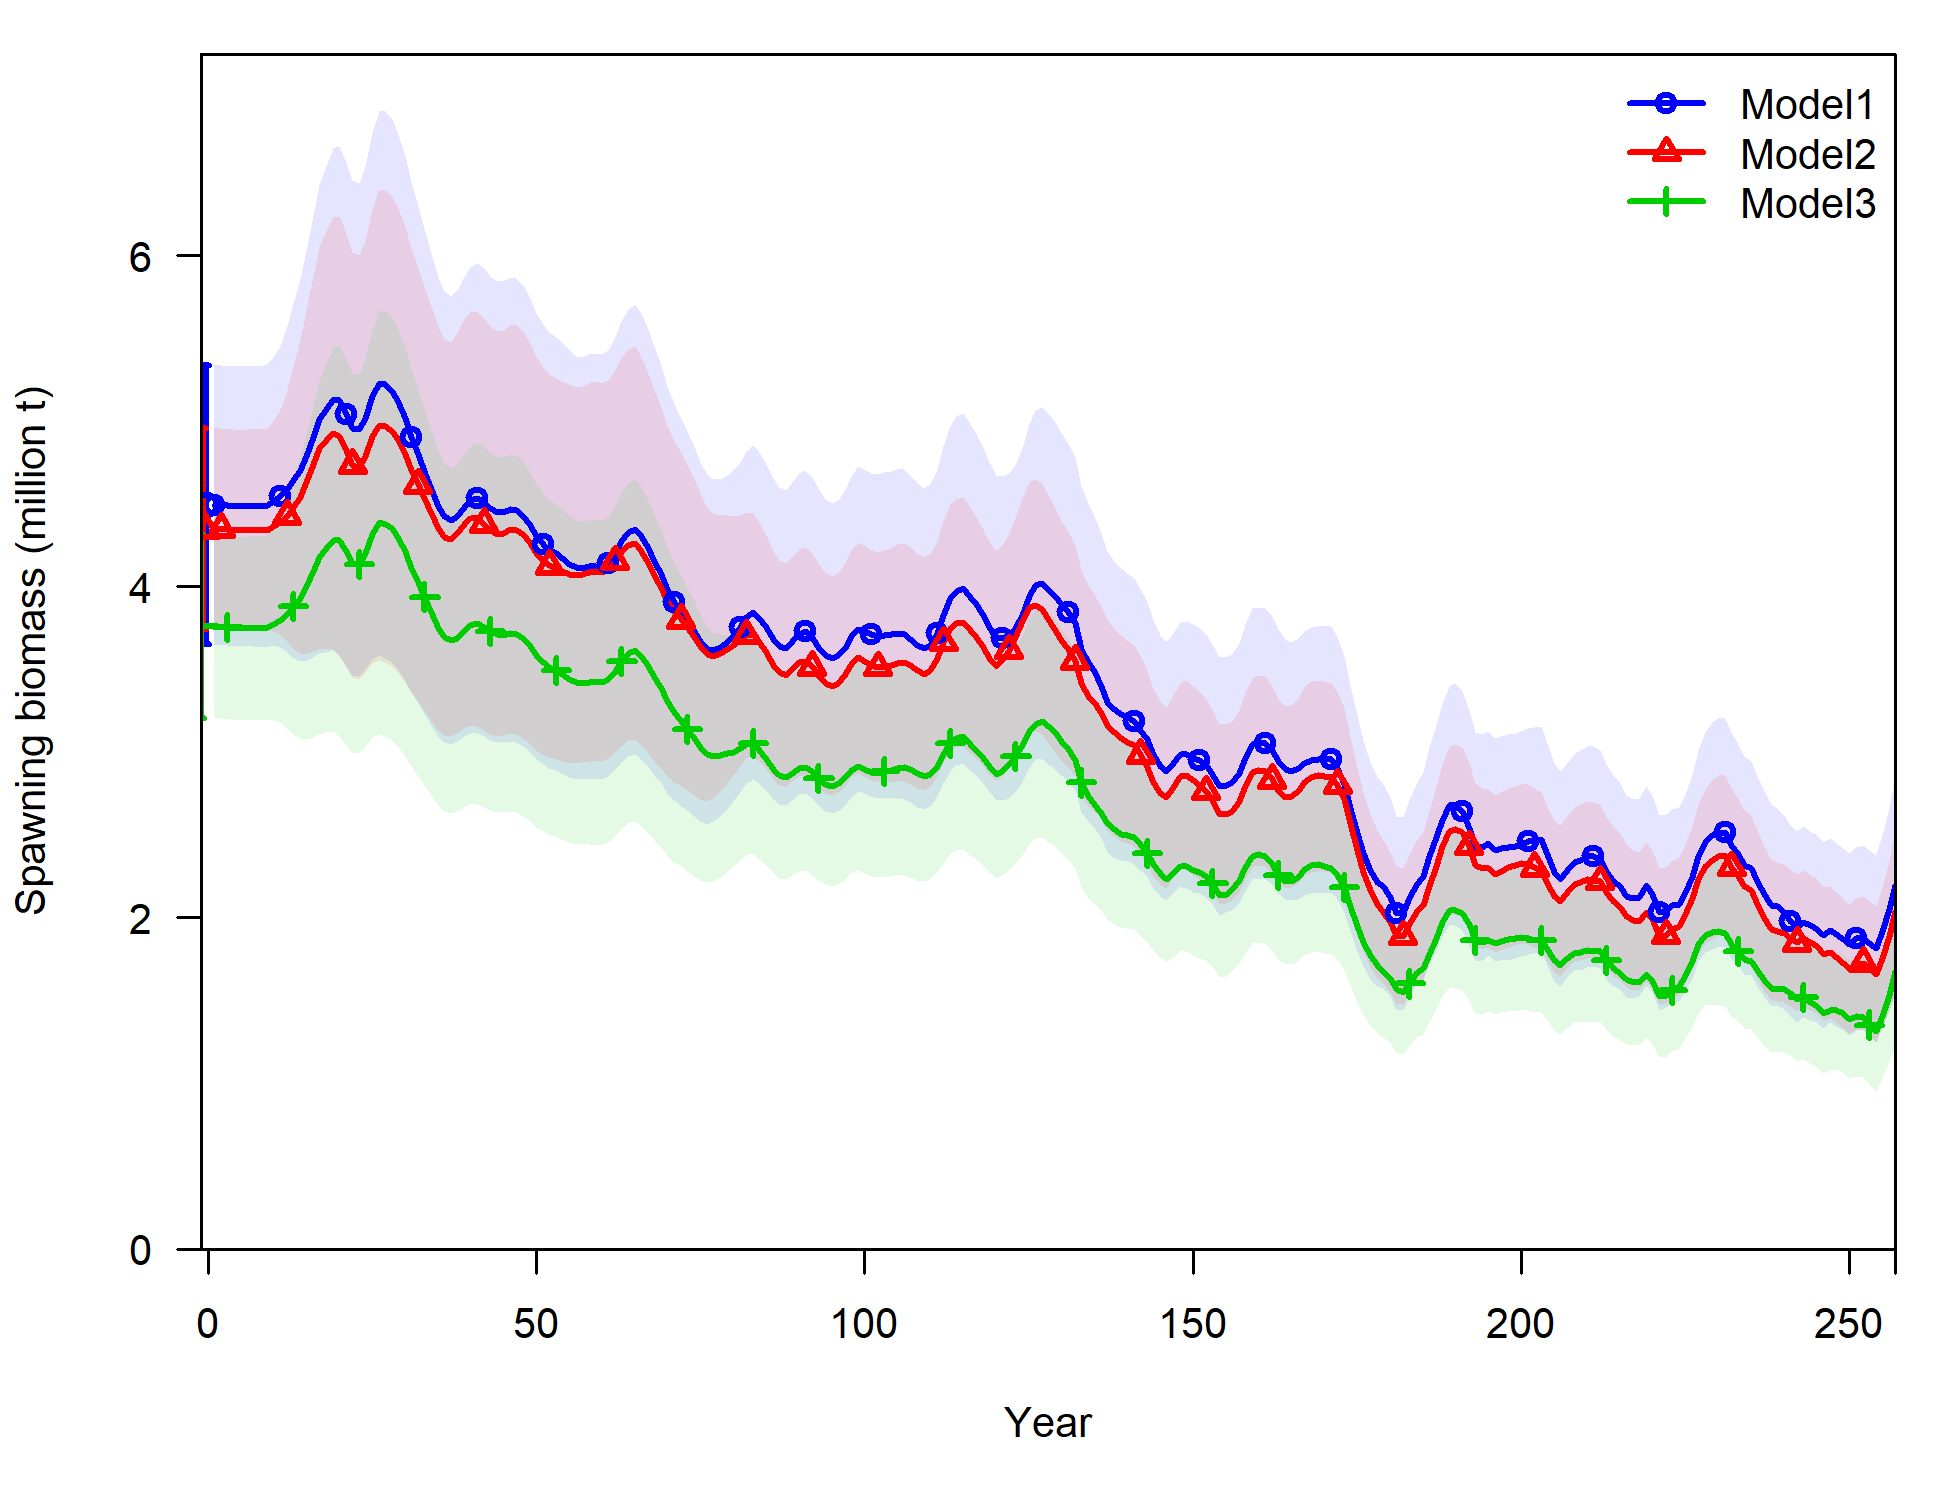 Model1
Model2
Model3
6
4
2
0
Spawning biomass (million t)
0 50 100 150 200 250
Year